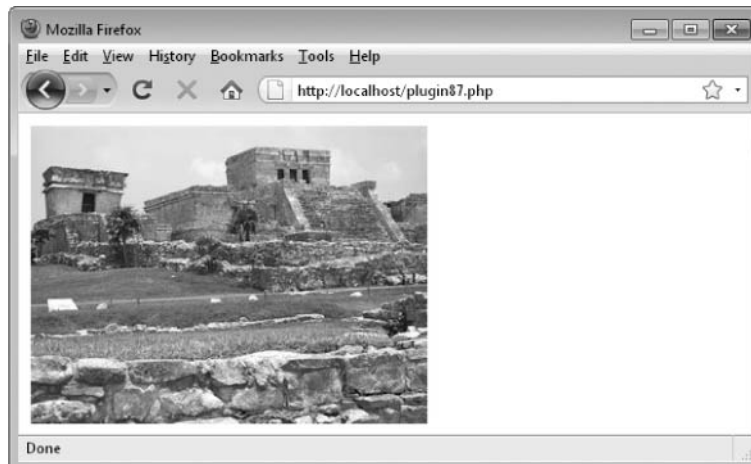 Mozilla Firefox
File Edit View History Bookmarks Tools Help
http://localhost/plugin87.php
Done